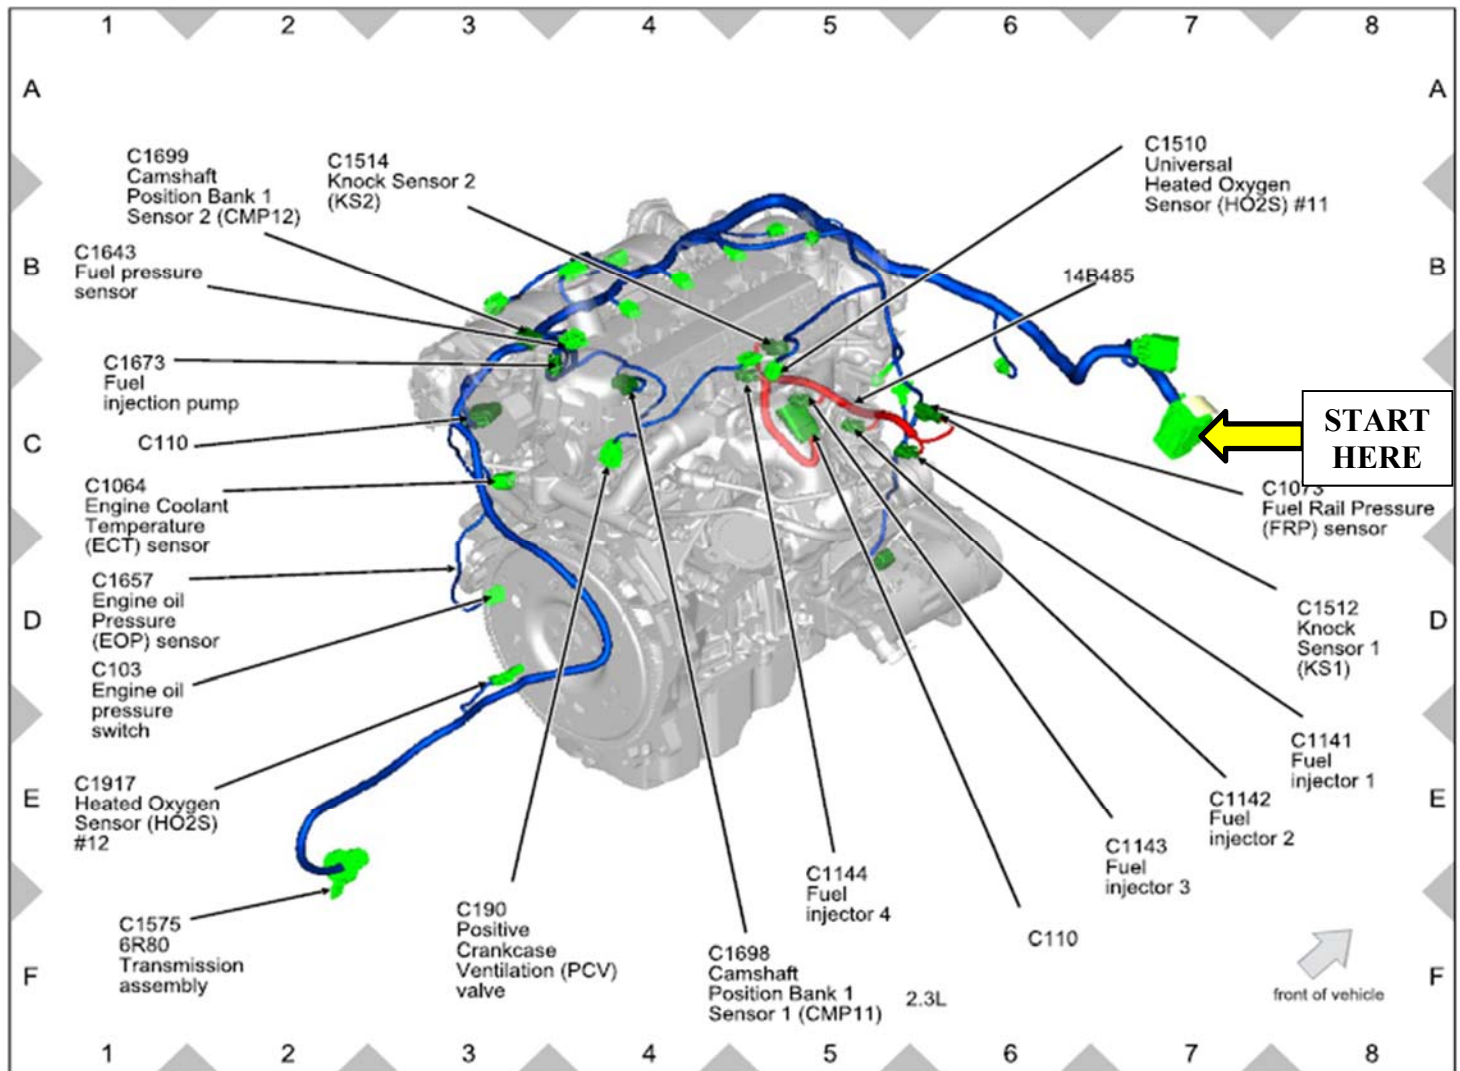 1 2 3 4 5 6 7 8
A A
C1699
Camshaft
Position Bank 1
Sensor 2 (CMP12)
C1514
Knock Sensor 2
(KS2)
C1510
Universal
Heated Oxygen
Sensor (HO2S) #11
C1643
Fuel pressure
sensor
B B
14B485
C1673
Fuel
injection pump
C110
C C
START
HERE
C1073
Fuel Rail Pressure
(FRP) sensor
C1064
Engine Coolant
Temperature
(ECT) sensor
C1657
Engine oil
Pressure
(EOP) sensor
D D
C1512
Knock
Sensor 1
(KS1)
C103
Engine oil
pressure
switch
C1141
Fuel
injector 1
C1917
Heated Oxygen
Sensor (HO2S)
#12
E E
C1142
Fuel
injector 2
C1143
Fuel
injector 3
C1144
Fuel
injector 4
C110
C1575
6R80
Transmission
assembly
C190
Positive
Crankcase
Ventilation (PCV)
valve
C1698
Camshaft
Position Bank 1
Sensor 1 (CMP11)
2.3L
F F
front of vehicle
1 2 3 4 5 6 7 8